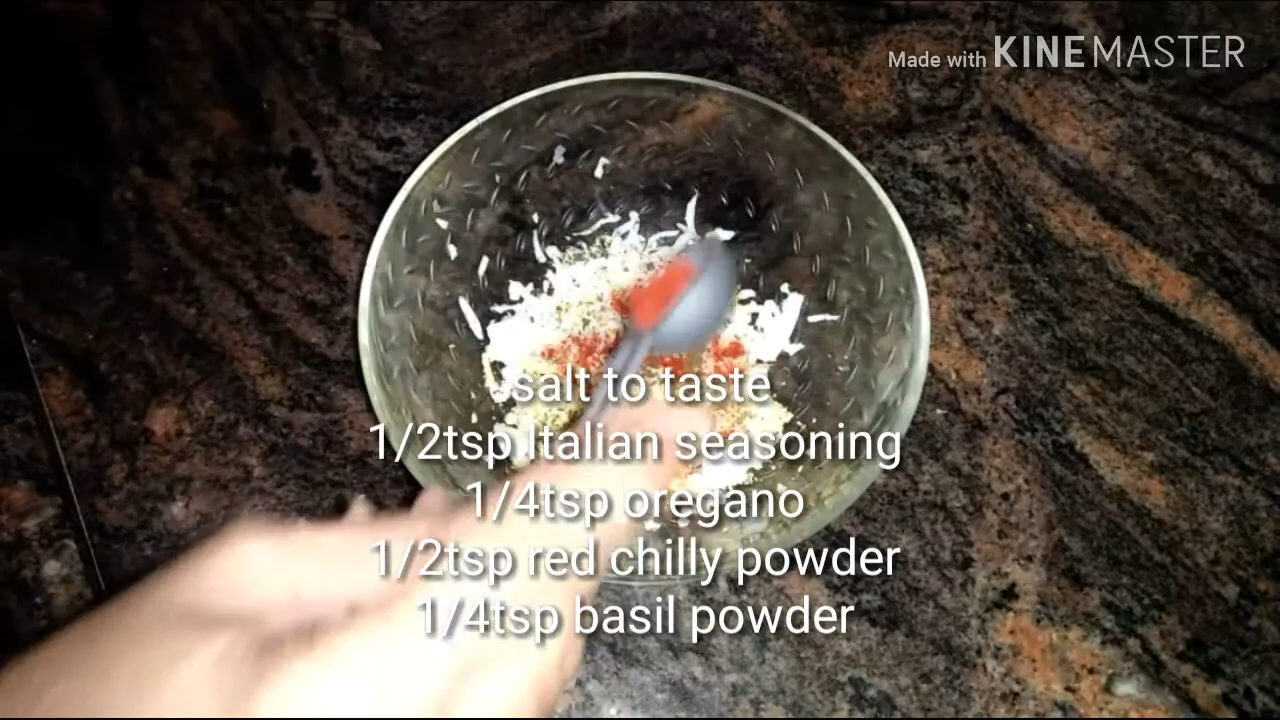 Made with KINEMASTER
salt to taste
1/2tsp Italian seasoning
1/4tsp oregano
1/2tsp red chilly powder
1/4tsp basil powder